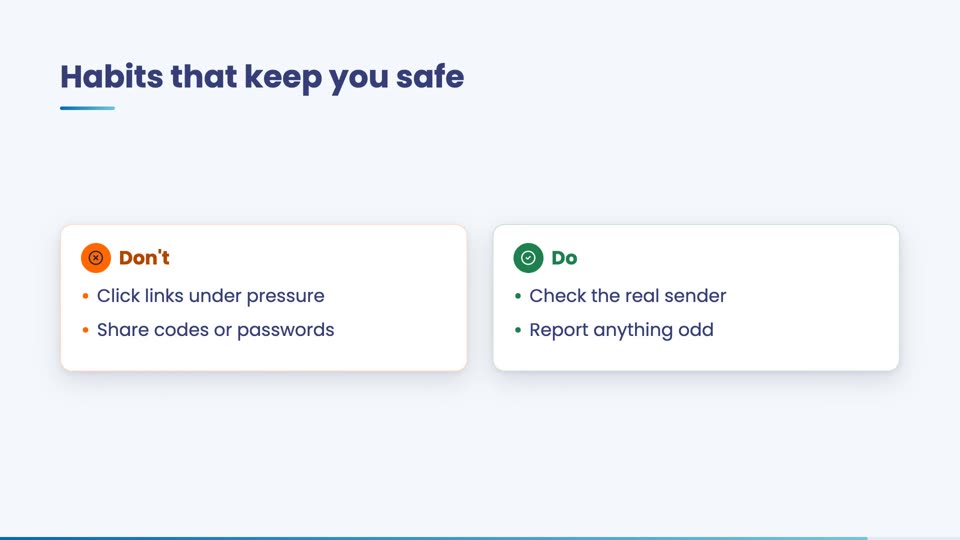 Habits that keep you safe
Don't
Click links under pressure
Share codes or passwords
Do
Check the real sender
Report anything odd